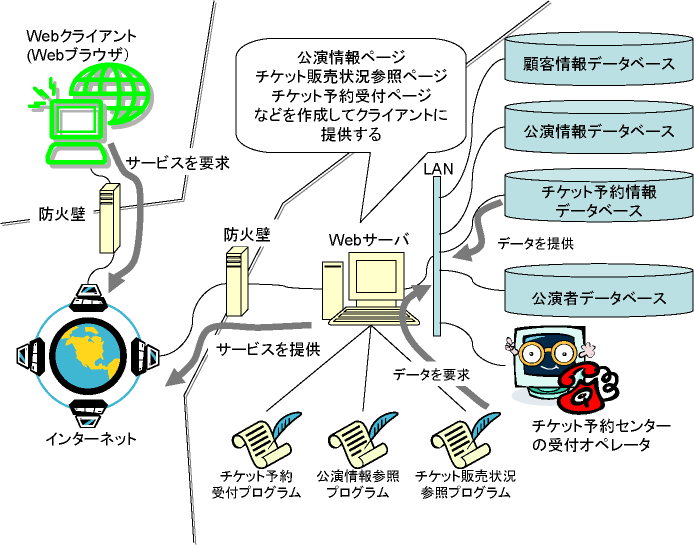 Webクライアント
(Webブラウザ)
サービスを要求
防火壁
インターネット
公演情報ページ
チケット販売状況参照ページ
チケット予約受付ページ
などを作成してクライアントに
提供する
防火壁
Webサーバ
サービスを提供
LAN
顧客情報データベース
公演情報データベース
チケット予約情報
データベース
データを提供
公演者データベース
データを要求
チケット予約センター
の受付オペレータ
チケット予約
受付プログラム
公演情報参照
プログラム
チケット販売状況
参照プログラム